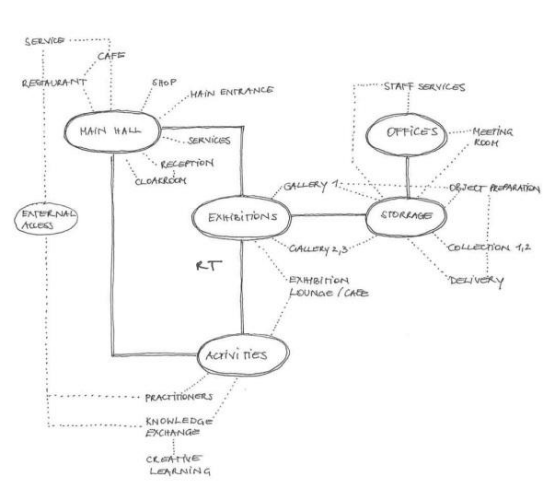 SERVICE
CAFE
RESTAURANT
SHOP
MAIN ENTRANCE
STAFF SERVICES
MAIN HALL
OFFICES
MEETING
ROOM
SERVICES
RECEPTION
CLOAKROOM
GALLERY 1
OBJECT PREPARATION
EXTERNAL
ACCESS
EXHIBITIONS
STORRAGE
GALLERY 2,3
COLLECTION 1,2
RT
EXHIBITION
LOUNGE / CAFE
DELIVERY
ACTIVITIES
PRACTITIONERS
KNOWLEDGE
EXCHANGE
CREATIVE
LEARNING